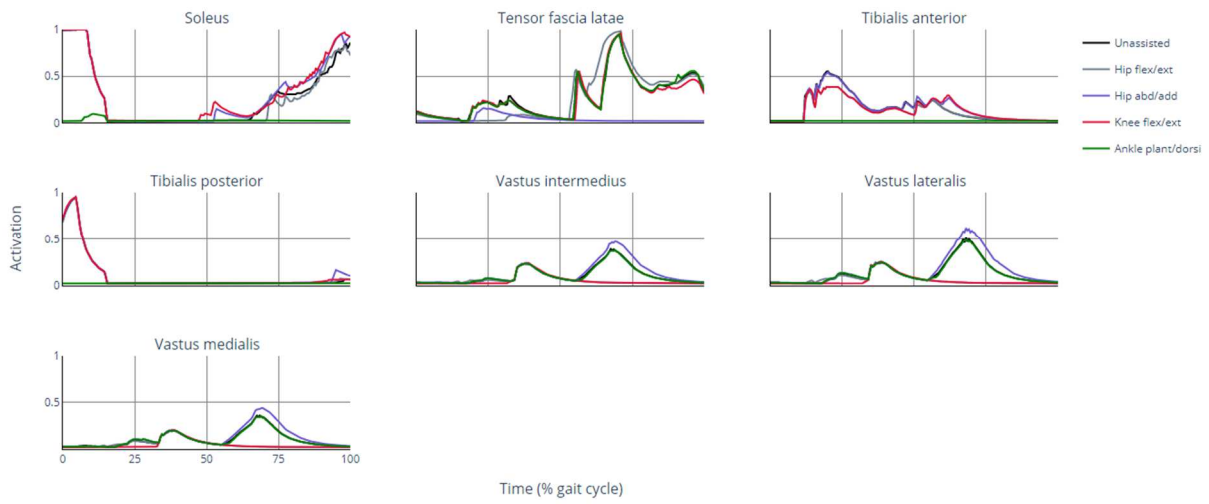 Soleus
Tensor fascia latae
Tibialis anterior
1
0.5
0
Unassisted
Hip flex/ext
Hip abd/add
Knee flex/ext
Ankle plant/dorsi
Tibialis posterior
Vastus intermedius
Vastus lateralis
1
0.5
0
Activation
Vastus medialis
1
0.5
0
25
50
75
100
Time (% gait cycle)